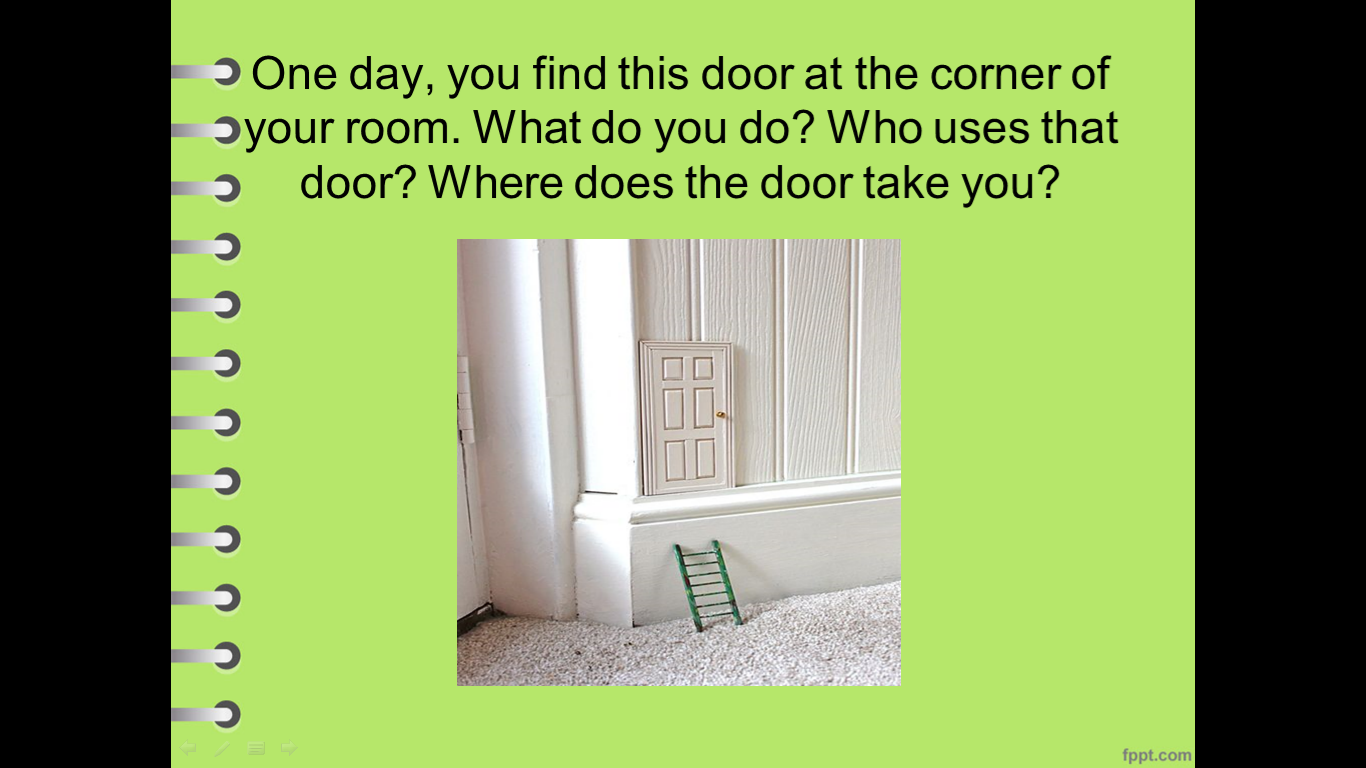 One day, you find this door at the corner of
your room. What do you do? Who uses that
door? Where does the door take you?
fppt.com